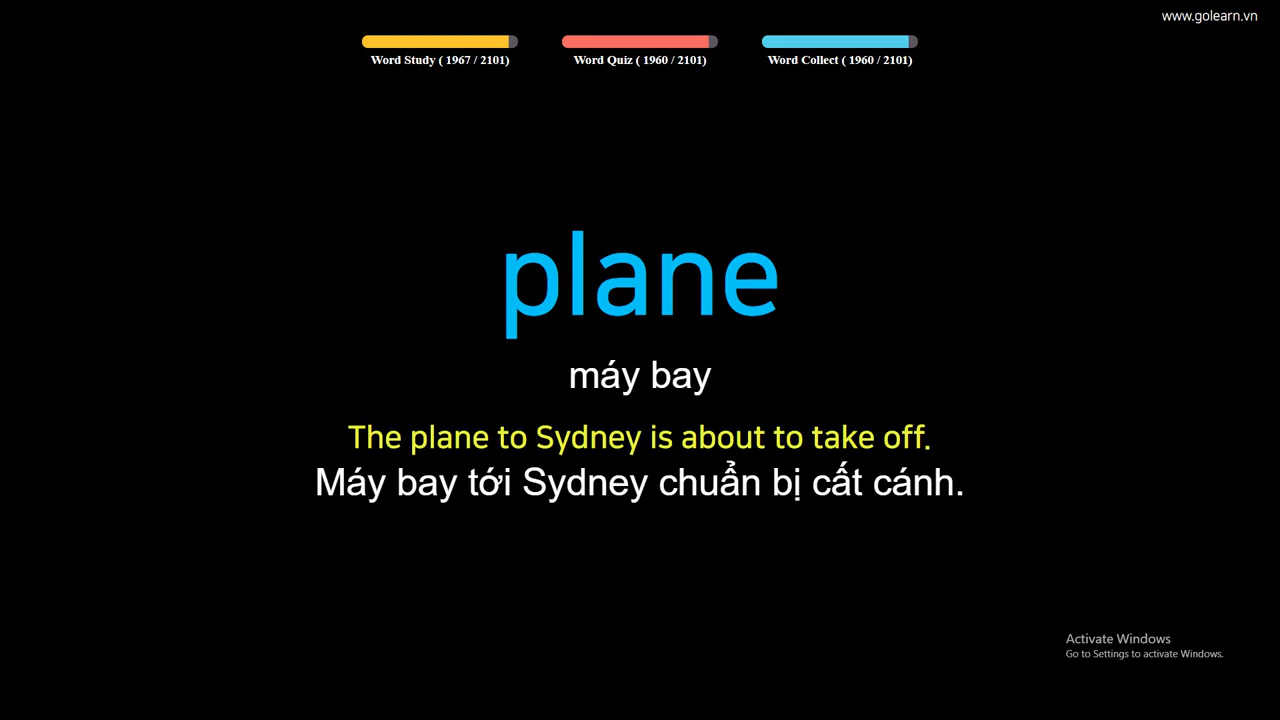 www.golearn.vn
Word Study ( 1967 / 2101) Word Quiz ( 1960 / 2101) Word Collect ( 1960 / 2101)
plane
máy bay
The plane to Sydney is about to take off.
Máy bay tới Sydney chuẩn bị cất cánh.
Activate Windows
Go to Settings to activate Windows.